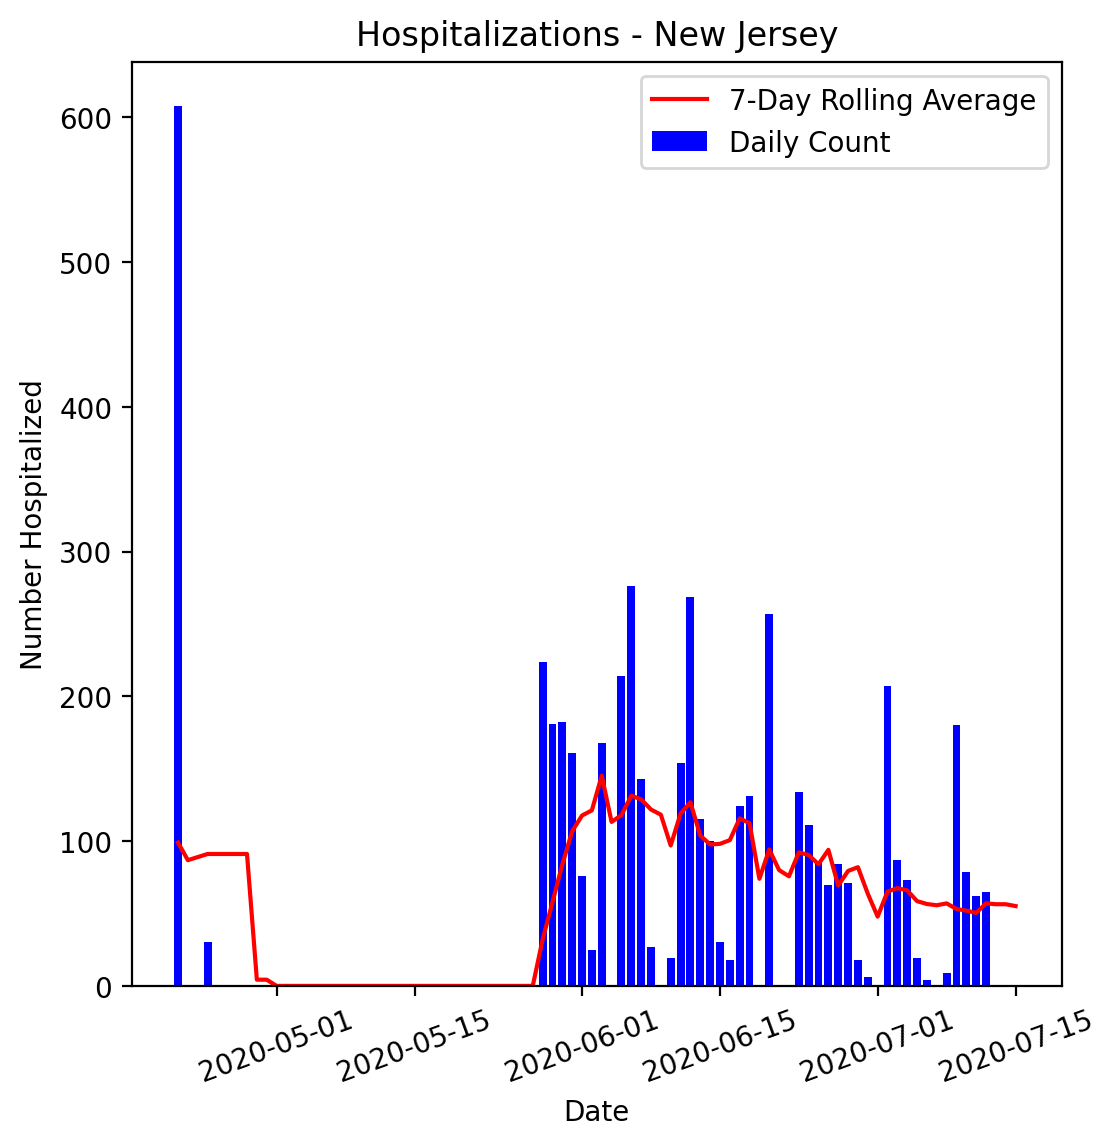 Hospitalizations - New Jersey
7-Day Rolling Average
Daily Count
600
500
400
300
200
100
0
Number Hospitalized
2020-05-01
2020-05-15
2020-06-01
2020-06-15
2020-07-01
2020-07-15
Date